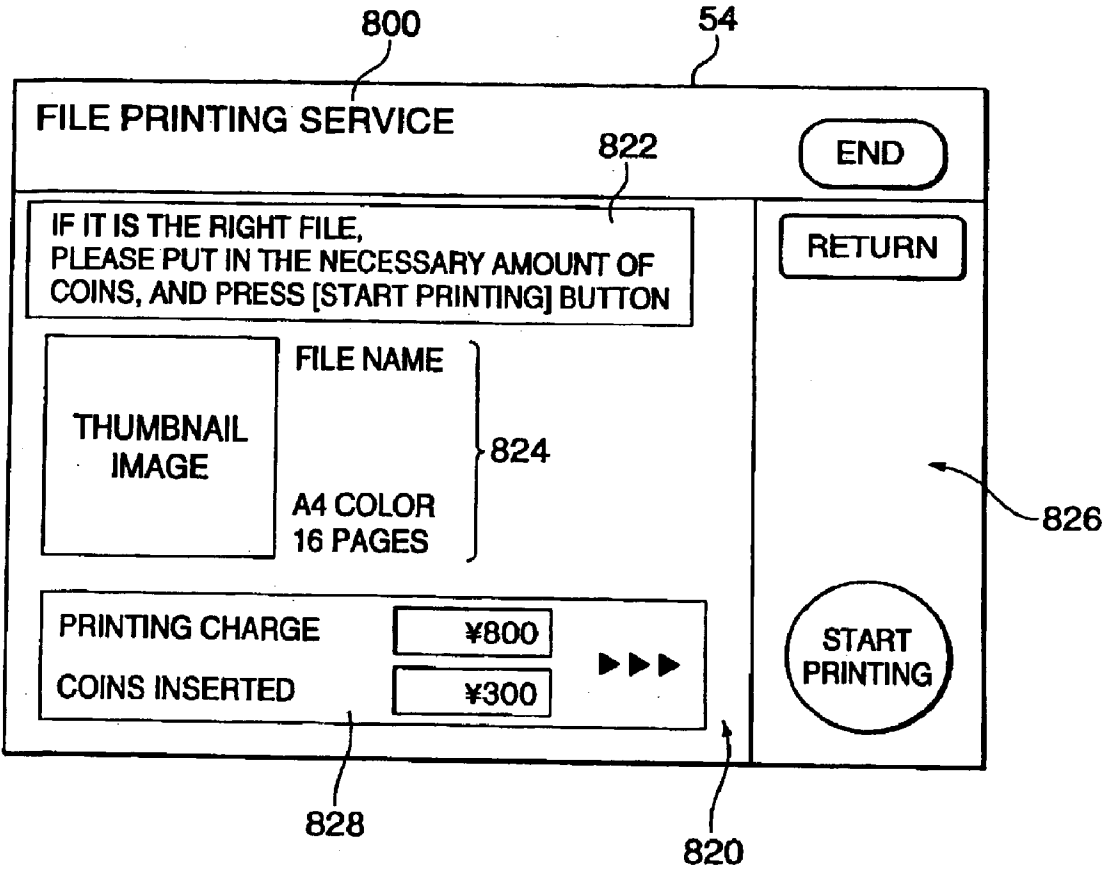 800
54
FILE PRINTING SERVICE
822
END
IF IT IS THE RIGHT FILE,
PLEASE PUT IN THE NECESSARY AMOUNT OF
COINS, AND PRESS [START PRINTING] BUTTON
RETURN
FILE NAME
THUMBNAIL
IMAGE
824
A4 COLOR
16 PAGES
826
PRINTING CHARGE ¥800
COINS INSERTED ¥300
START
PRINTING
828
820